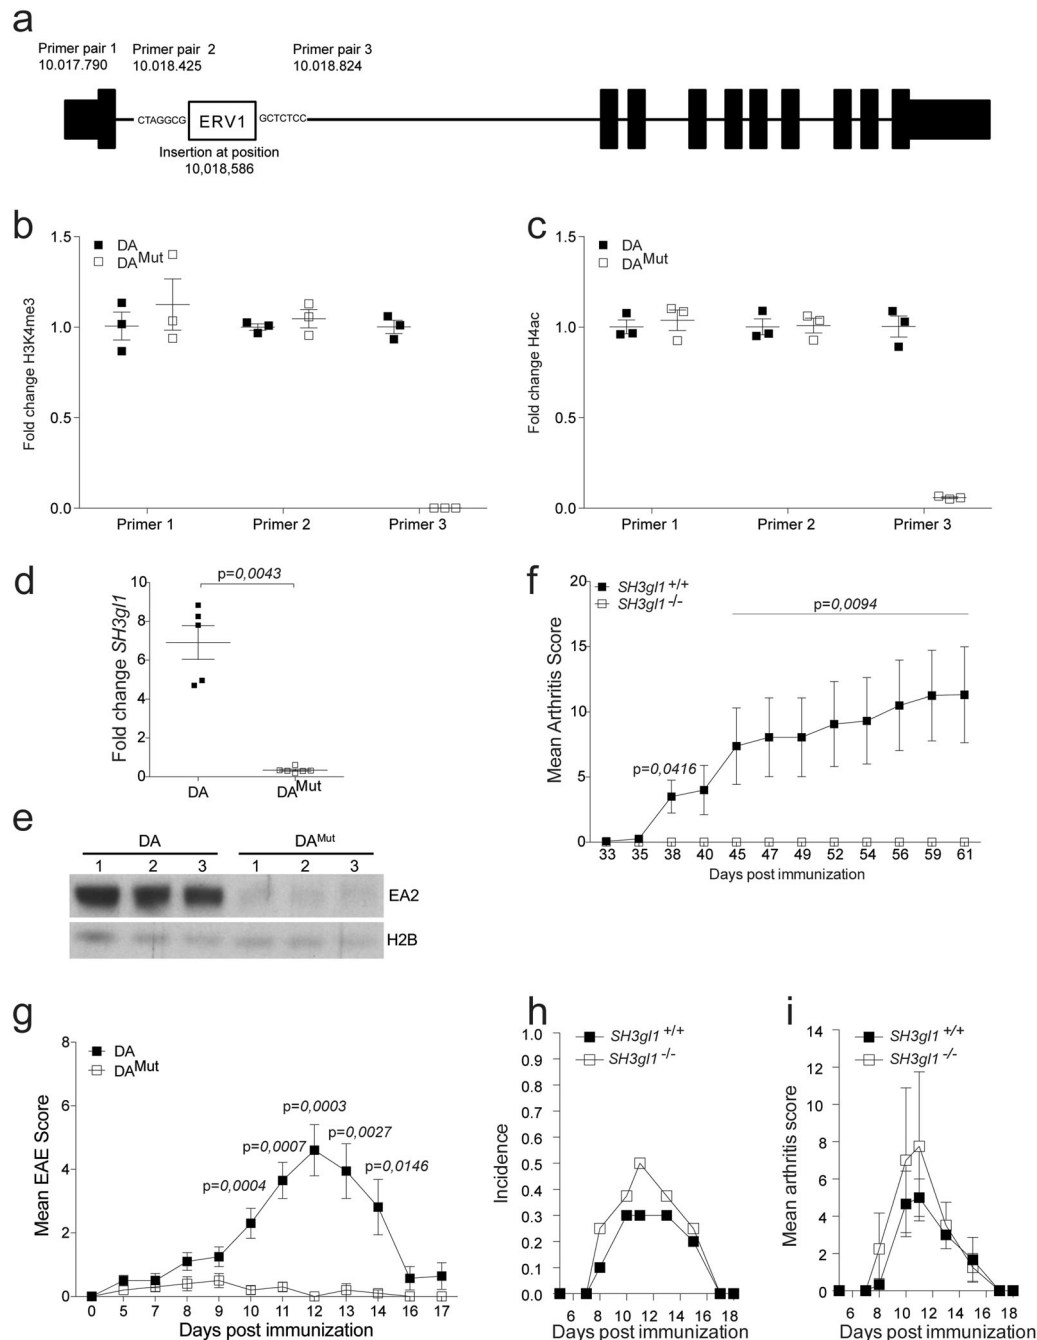 a
Primer pair 1
10.017.790
Primer pair 2
10.018.425
Primer pair 3
10.018.824
CTAGGCG
ERV1
GCTCTCC
Insertion at position
10,018,586
b
1.5
1.0
0.5
0.0
Fold change H3K4me3
DA
DA^Mut
Primer 1
Primer 2
Primer 3
c
1.5
1.0
0.5
0.0
Fold change H4ac
DA
DA^Mut
Primer 1
Primer 2
Primer 3
d
p=0,0043
10
8
6
4
2
0
Fold change SH3gl1
DA
DA^Mut
e
DA
DA^Mut
1 2 3 1 2 3
EA2
H2B
f
20
15
10
5
0
Mean Arthritis Score
SH3gl1 +/+
SH3gl1 -/-
p=0,0094
p=0,0416
33 35 38 40 45 47 49 52 54 56 59 61
Days post immunization
g
8
6
4
2
0
Mean EAE Score
DA
DA^Mut
p=0,0003
p=0,0007
p=0,0027
p=0,0004
p=0,0146
0 5 7 8 9 10 11 12 13 14 16 17
Days post immunization
h
1.0
0.9
0.8
0.7
0.6
0.5
0.4
0.3
0.2
0.1
0.0
Incidence
SH3gl1 +/+
SH3gl1 -/-
6 8 10 12 14 16 18
Days post immunization
i
14
12
10
8
6
4
2
0
Mean arthritis score
SH3gl1 +/+
SH3gl1 -/-
6 8 10 12 14 16 18
Days post immunization